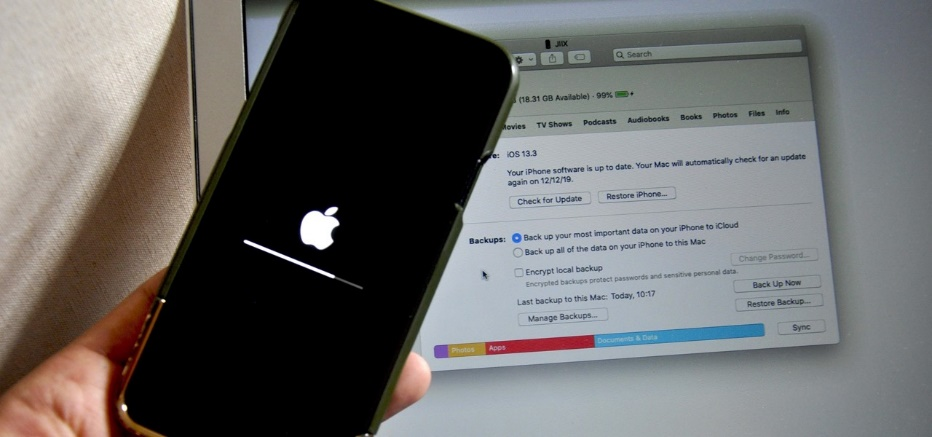 JIIX
Search
(18.31 GB Available) · 99%
Movies TV Shows Podcasts Audiobooks Books Photos Files Info
iOS 13.3
Your iPhone software is up to date. Your Mac will automatically check for an update
again on 12/12/19.
Check for Update Restore iPhone...
Backups: Back up your most important data on your iPhone to iCloud
Back up all of the data on your iPhone to this Mac
Encrypt local backup Change Password...
Encrypted backups protect passwords and sensitive personal data.
Last backup to this Mac: Today, 10:17 Back Up Now
Manage Backups... Restore Backup...
Photos Apps Documents & Data Sync